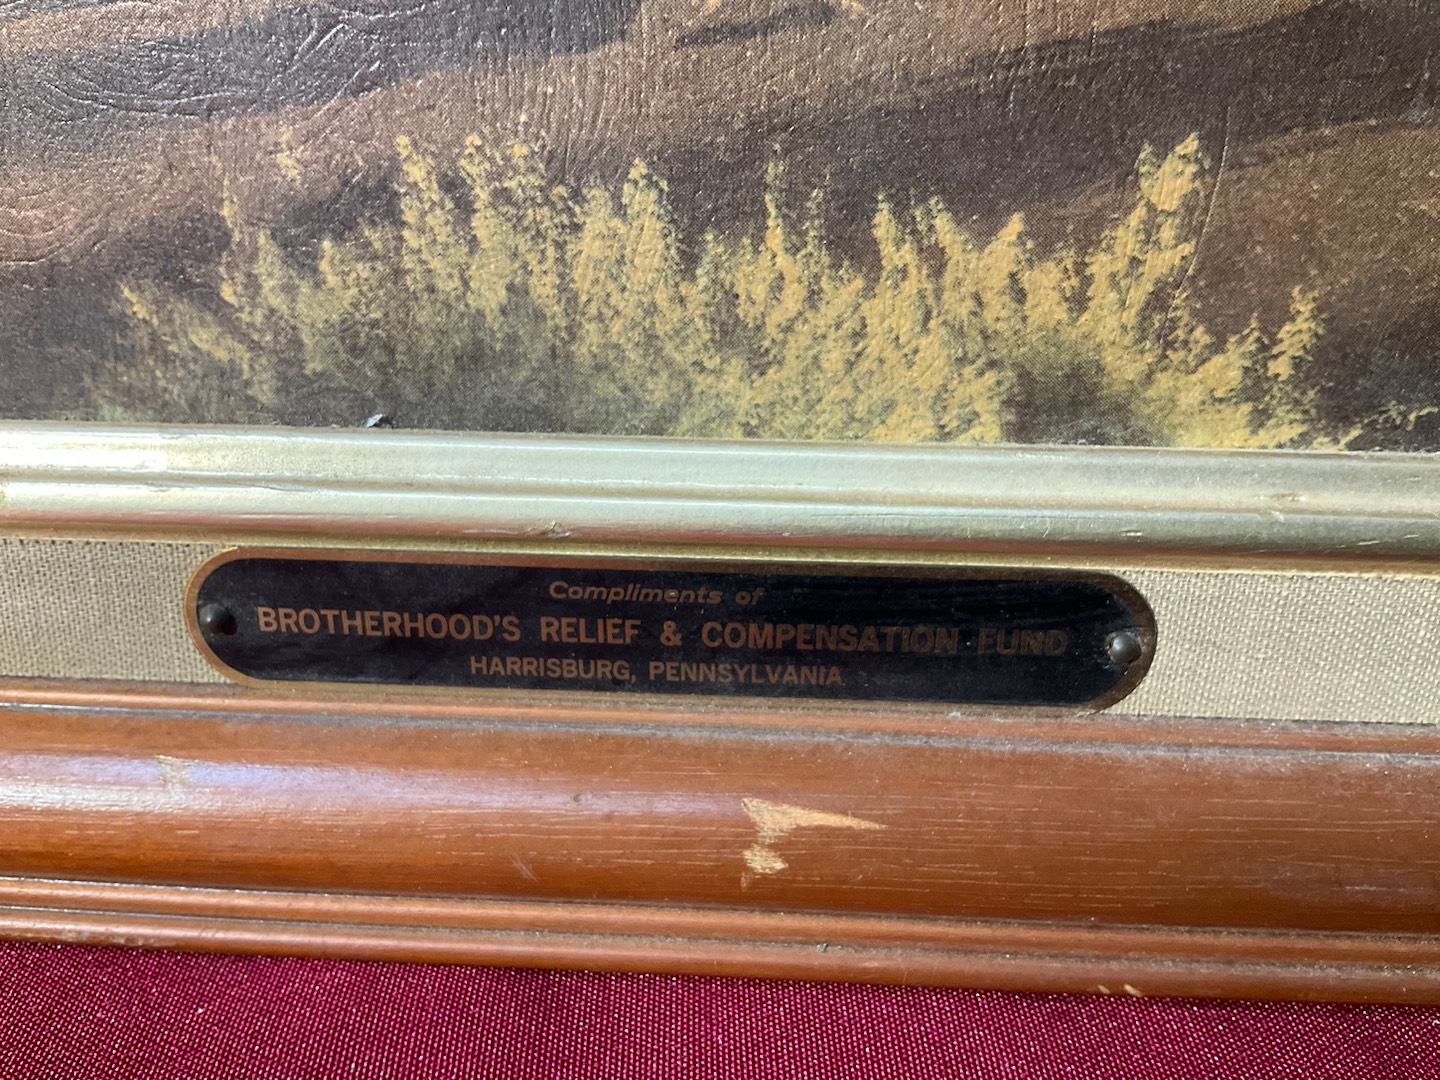 Compliments of
BROTHERHOOD'S RELIEF & COMPENSATION FUND
HARRISBURG, PENNSYLVANIA